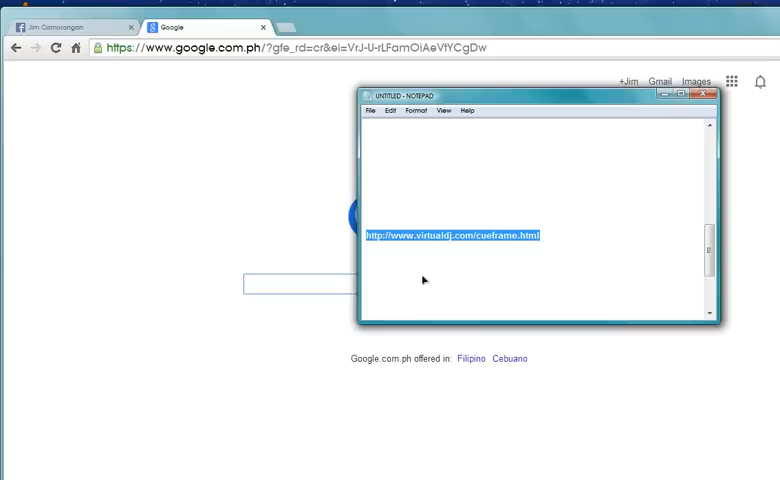 Jim Camorongan
Google
https://www.google.com.ph/?gfe_rd=cr&ei=VrJ-U-rLFamOiAeVtYCgDw
+Jim Gmail Images
UNTITLED - NOTEPAD
File Edit Format View Help
http://www.virtualdj.com/cueframe.html
Google.com.ph offered in: Filipino Cebuano